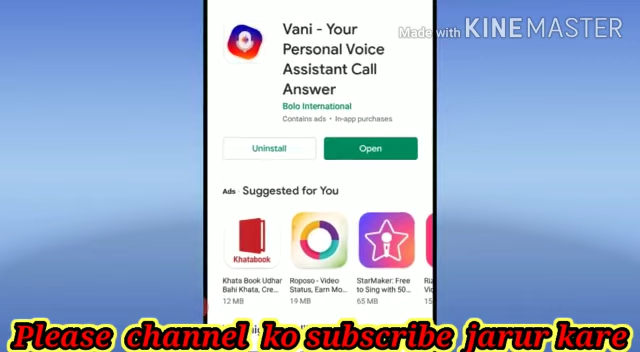 Made with KINEMASTER
Vani - Your
Personal Voice
Assistant Call
Answer
Bolo International
Contains ads • In-app purchases
Uninstall
Open
Ads · Suggested for You
Khatabook
Khata Book Udhar
Bahi Khata, Cre...
12 MB
Roposo - Video
Status, Earn Mo...
19 MB
StarMaker: Free
to Sing with 50...
65 MB
Please channel ko subscribe jarur kare